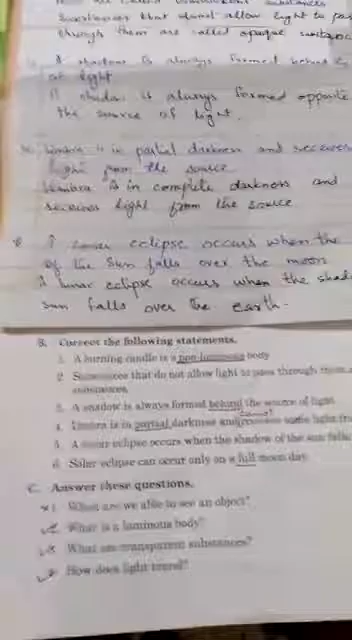 substances
Substances that donot allow light to pas
through them are called opaque substanc
A shadow is always formed behind
of light
A shadow is always formed opposite
the source of light.
Umbra is in partial darkness and receives
light from the source
Umbra is in complete darkness and
receives light from the source
A lunar eclipse occurs when the
of the Sun falls over the moon
A lunar eclipse occurs when the shad
sun falls over the earth.
B. Correct the following statements.
1. A burning candle is a non-luminous body
2. Substances that do not allow light to pass through them a
substances.
3. A shadow is always formed behind the source of light.
4. Umbra is in partial darkness and receives some light fro
5. A lunar eclipse occurs when the shadow of the sun falls
6. Solar eclipse can occur only on a full moon day.
C. Answer these questions.
1. When are we able to see an object?
2. What is a luminous body?
3. What are transparent substances?
How does light travel?